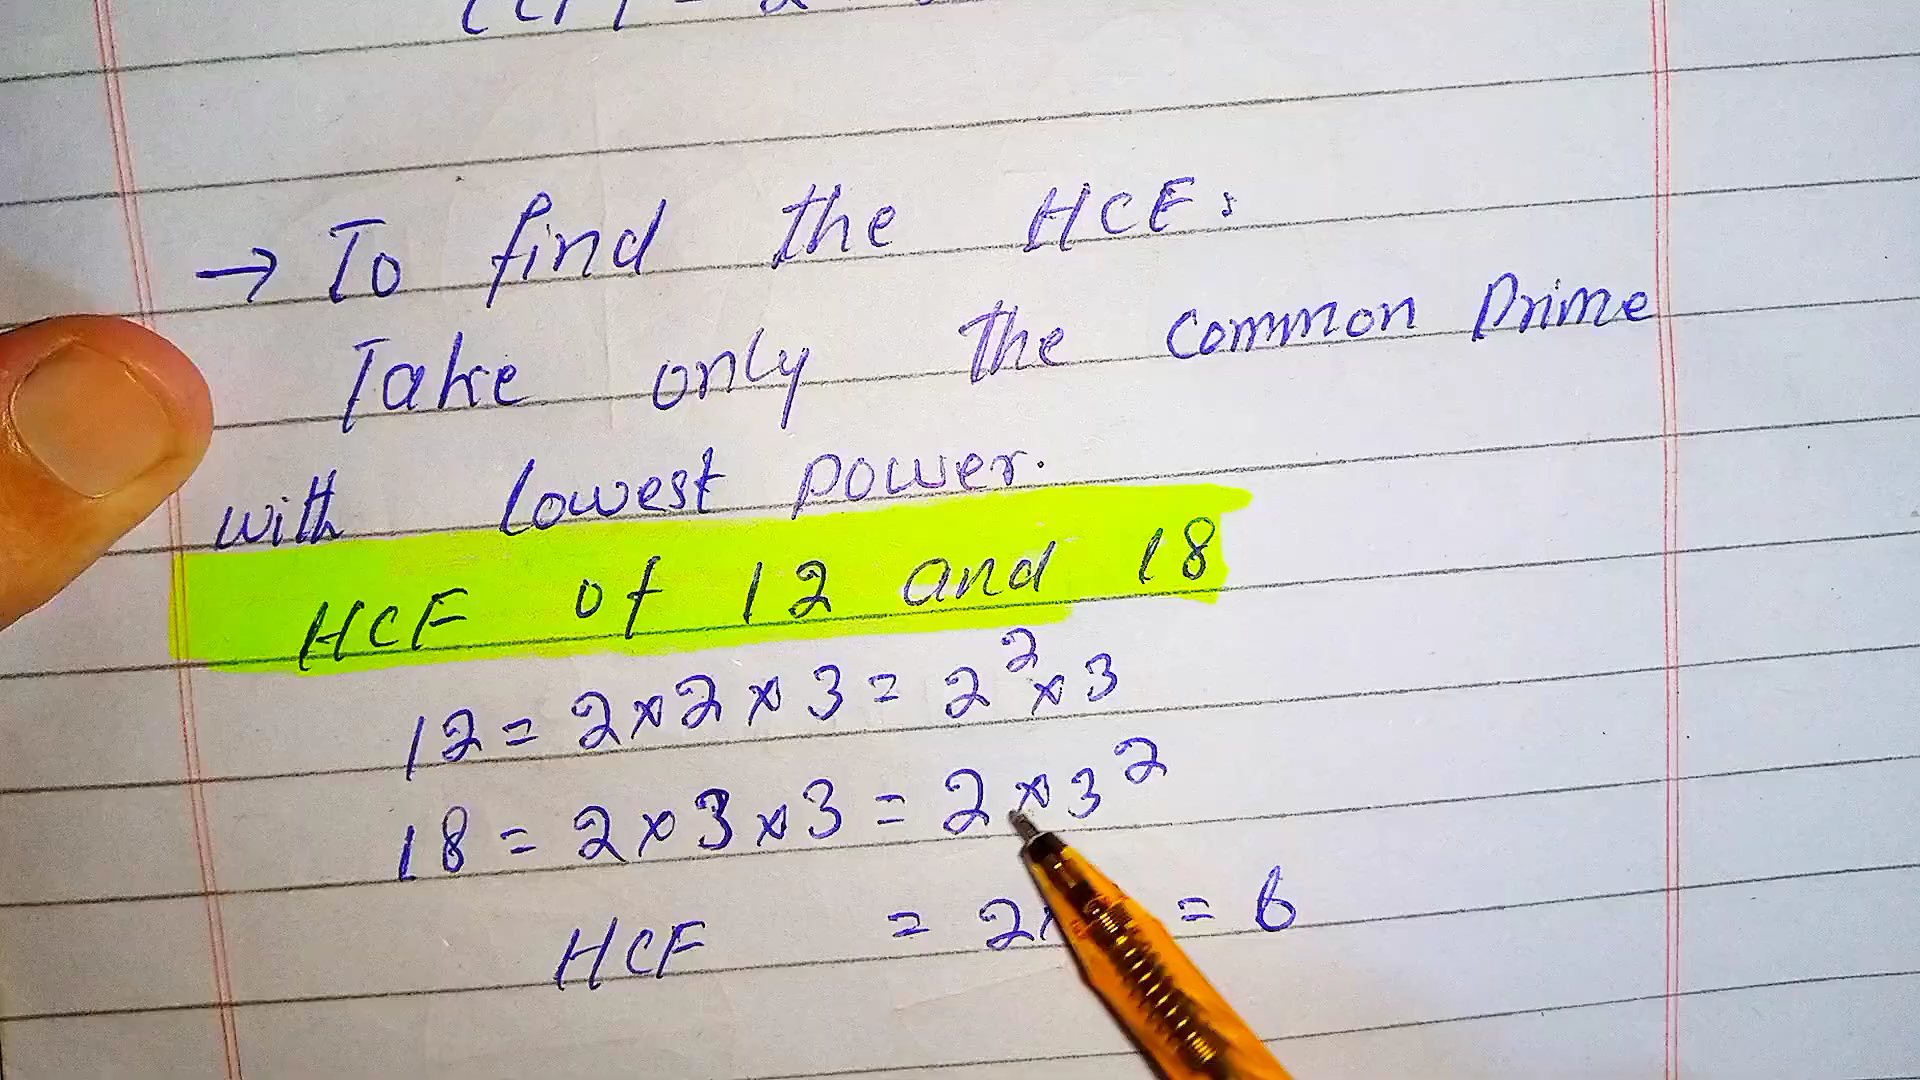 → To find the HCF:
Take only the common prime
with lowest power.
HCF of 12 and 18
12 = 2×2×3 = 2²×3
18 = 2×3×3 = 2×3²
HCF = 2× = 6